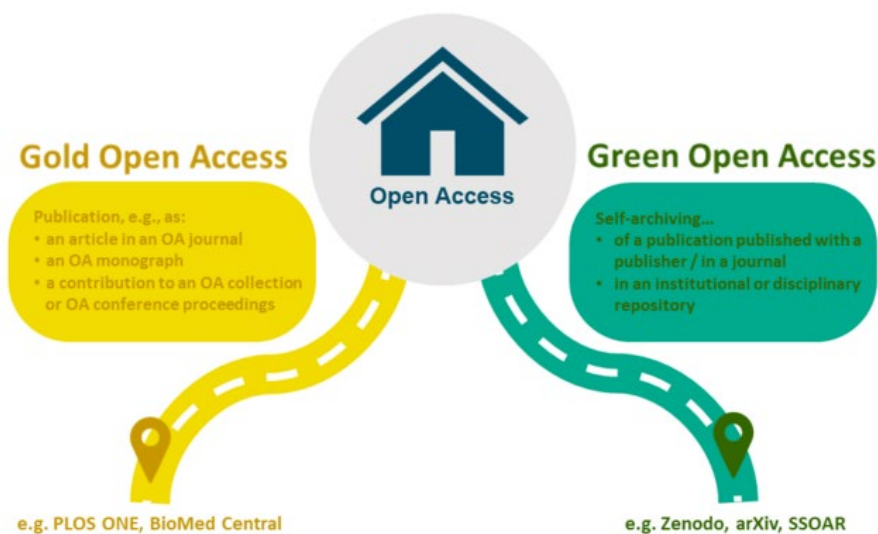 Open Access
Gold Open Access
Publication, e.g., as:
• an article in an OA journal
• an OA monograph
• a contribution to an OA collection
or OA conference proceedings
e.g. PLOS ONE, BioMed Central
Green Open Access
Self-archiving...
• of a publication published with a
publisher / in a journal
• in an institutional or disciplinary
repository
e.g. Zenodo, arXiv, SSOAR